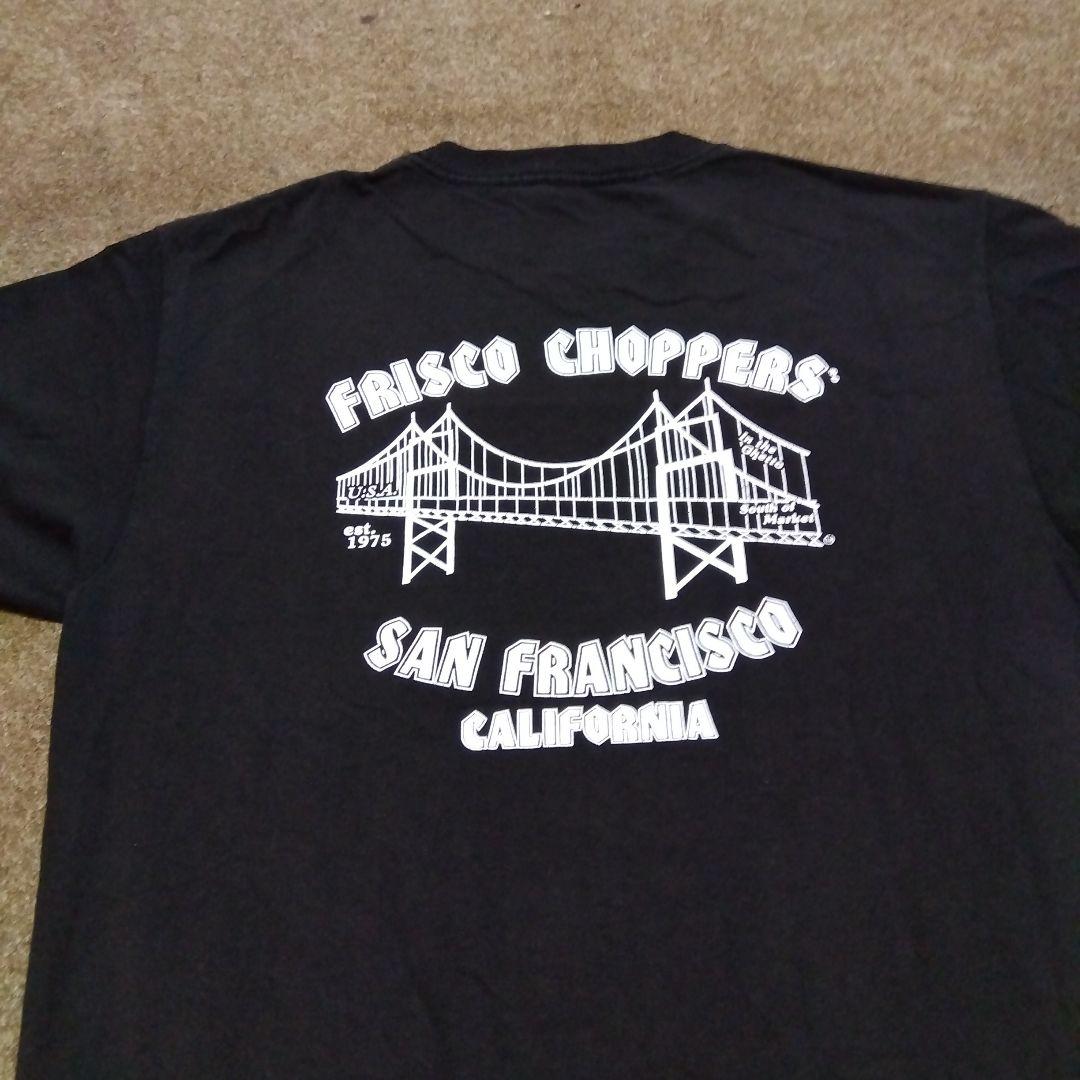 FRISCO CHOPPERS
In the
Ghetto
U.S.A.
South of
Market
est.
1975
SAN FRANCISCO
CALIFORNIA